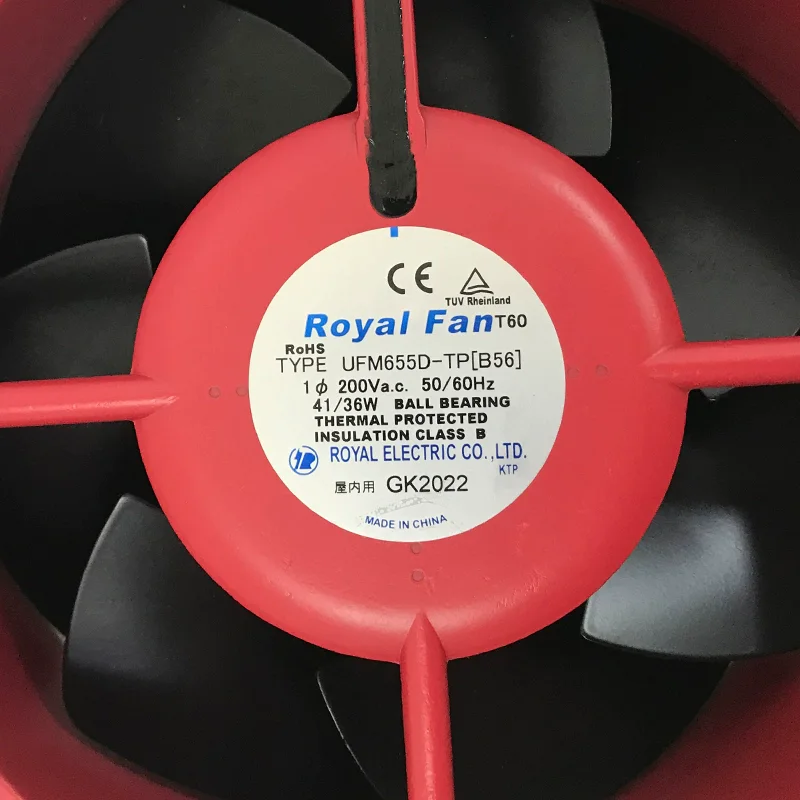 CE
TUV Rheinland
Royal Fan T60
RoHS
TYPE UFM655D-TP[B56]
1φ 200Va.c. 50/60Hz
41/36W BALL BEARING
THERMAL PROTECTED
INSULATION CLASS B
ROYAL ELECTRIC CO.,LTD.
KTP
屋内用 GK2022
MADE IN CHINA